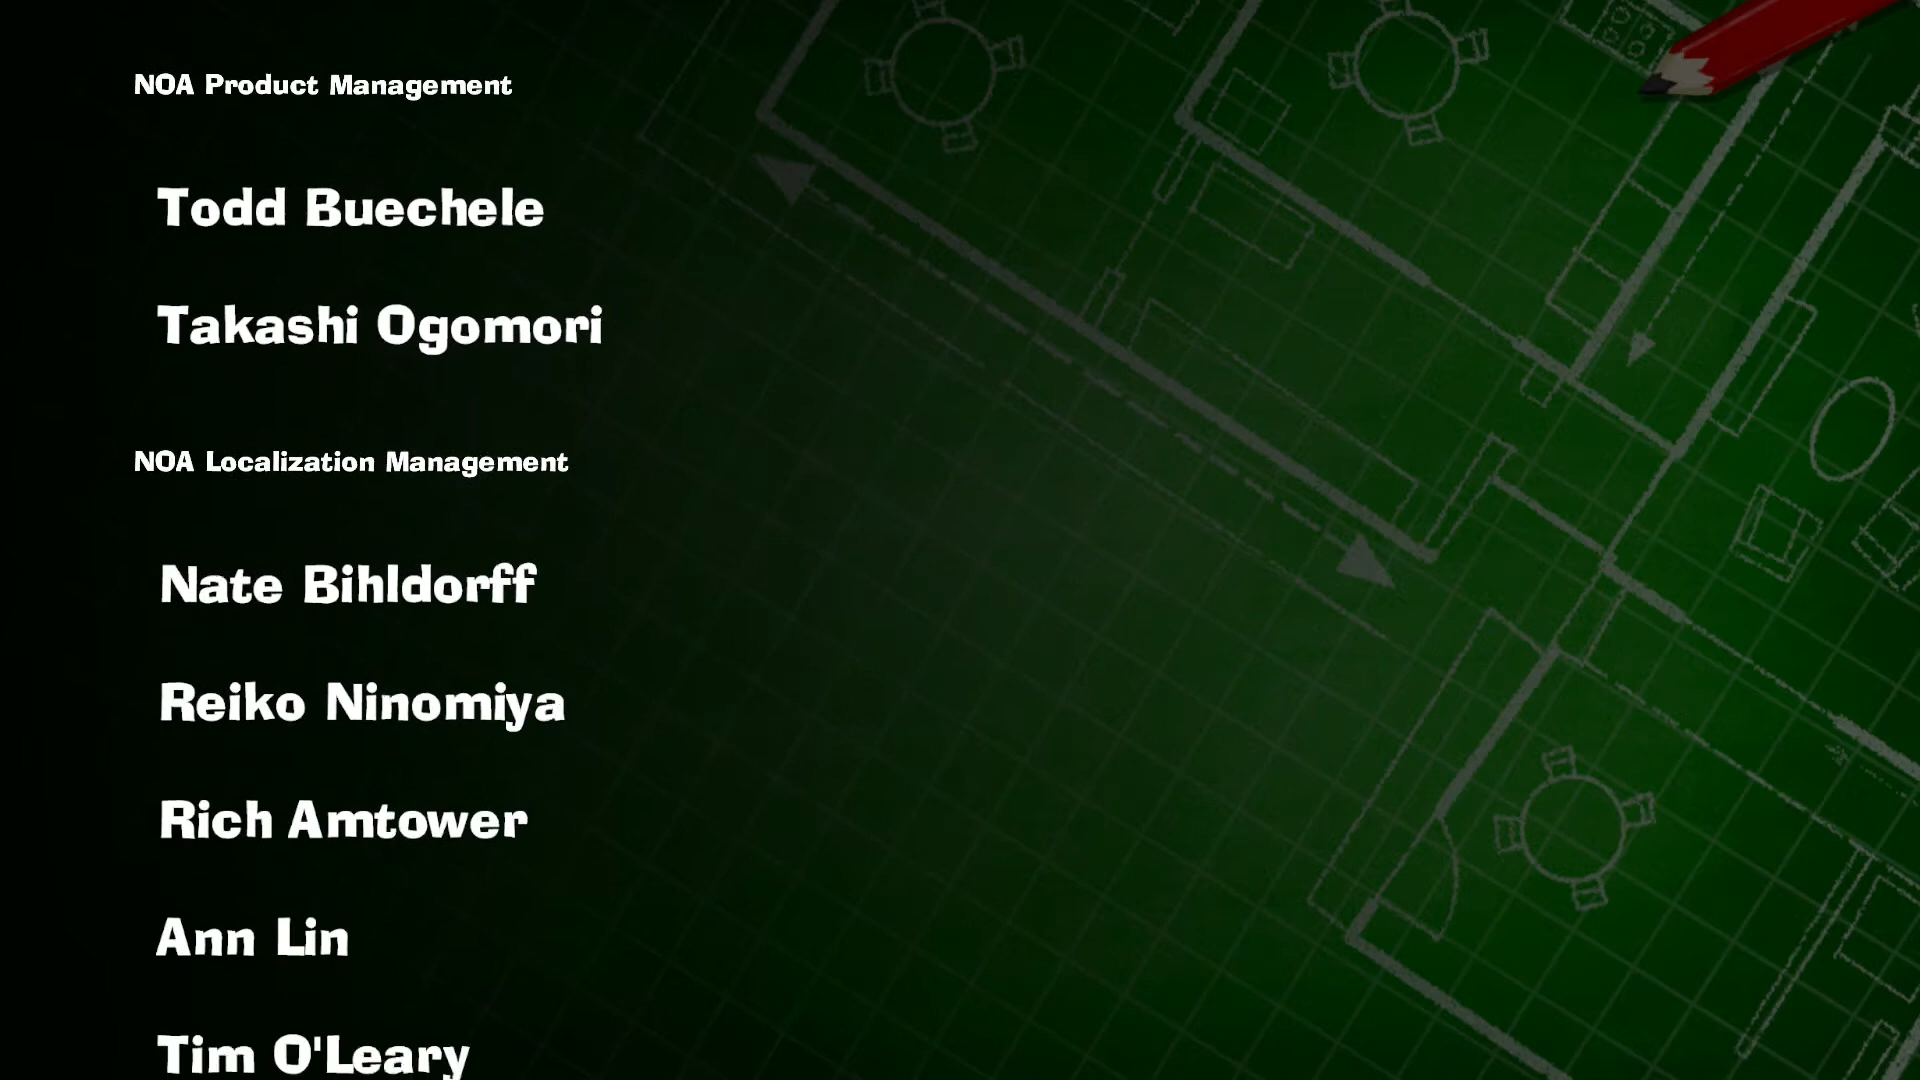 NOA Product Management
Todd Buechele
Takashi Ogomori
NOA Localization Management
Nate Bihldorff
Reiko Ninomiya
Rich Amtower
Ann Lin
Tim O'Leary